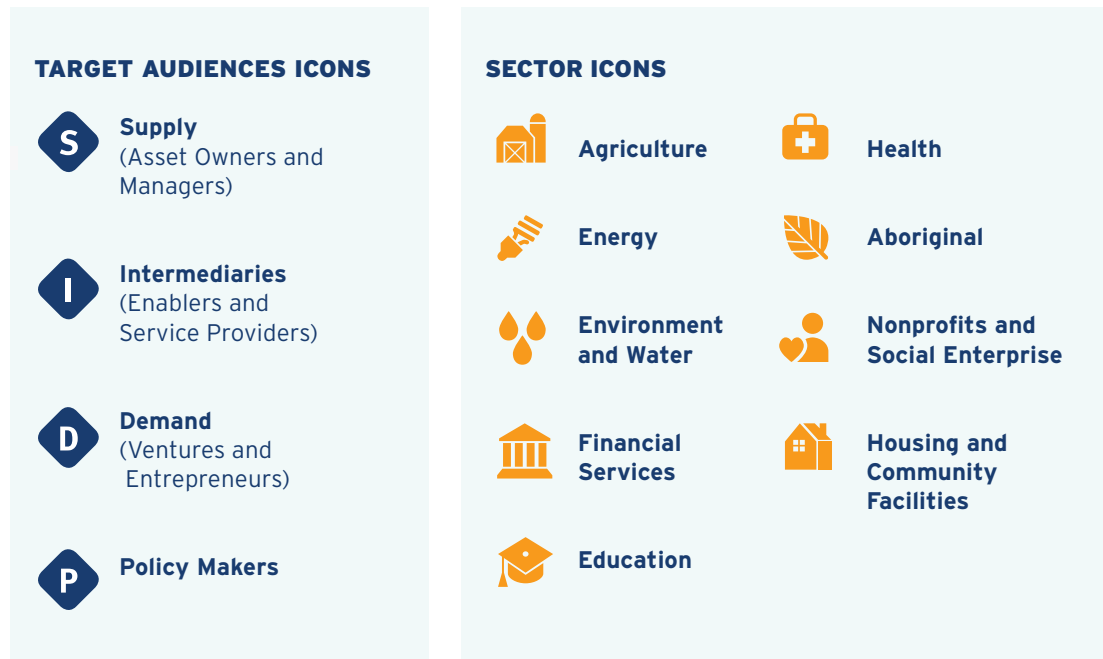 TARGET AUDIENCES ICONS
S
Supply
(Asset Owners and
Managers)
I
Intermediaries
(Enablers and
Service Providers)
D
Demand
(Ventures and
Entrepreneurs)
P
Policy Makers
SECTOR ICONS
Agriculture
Health
Energy
Aboriginal
Environment
and Water
Nonprofits and
Social Enterprise
Financial
Services
Housing and
Community
Facilities
Education